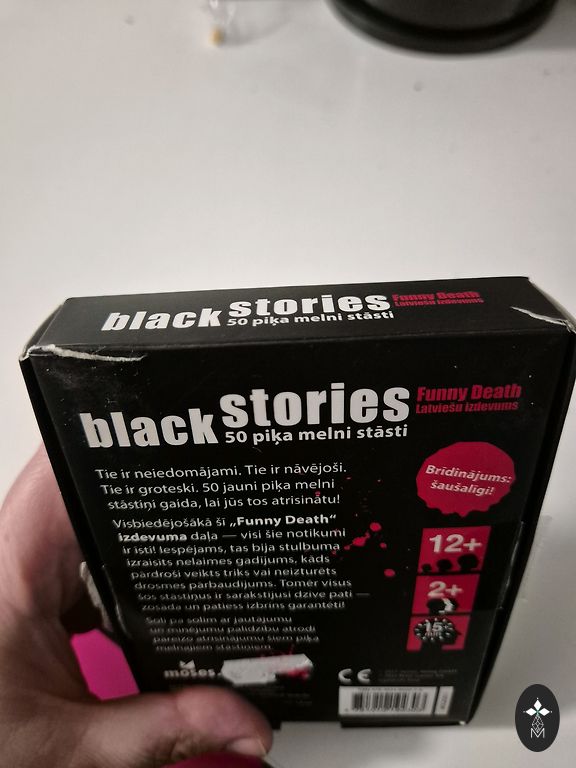 black stories Funny Death
50 piķa melni stāsti Latviešu izdevums
black stories Funny Death
50 piķa melni stāsti Latviešu izdevums
Tie ir neiedomājami. Tie ir nāvējoši.
Tie ir groteski. 50 jauni piķa melni
stāstiņi gaida, lai jūs tos atrisinātu!
Brīdinājums:
šaušalīgi!
Visbiedējošākā šī „Funny Death“
izdevuma daļa — visi šie notikumi
ir īsti! Iespējams, tas bija stulbuma
izraisīts nelaimes gadījums, kāds
pārdroši veikts triks vai neizturēts
drosmes pārbaudījums. Tomēr visus
šos stāstiņus ir sarakstījusi dzīve pati —
zosāda un patiess izbrīns garantēti!
Soli pa solim ar jautājumu
un minējumu palīdzību atrodi
pareizo atrisinājumu šiem piķa
melnajiem stāstiņiem.
12+
2+
15
moses.
CE
M